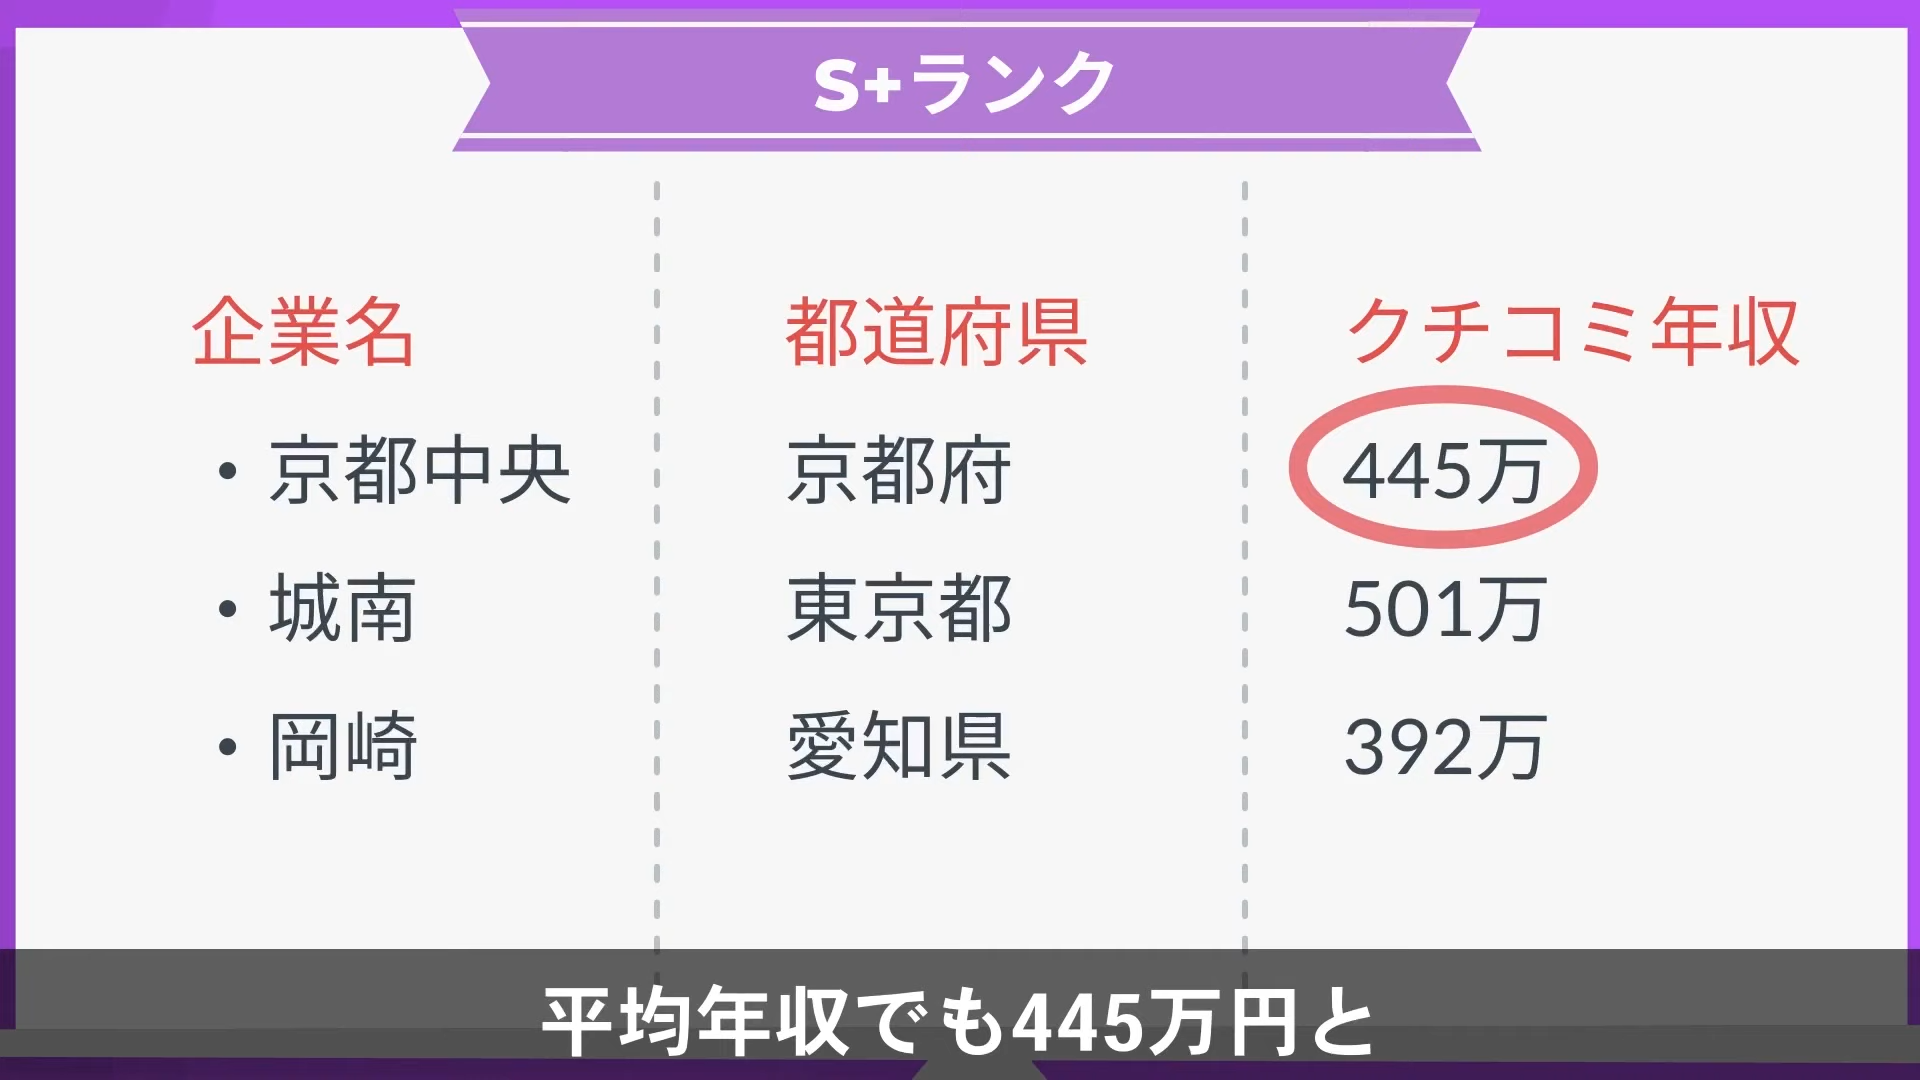 S+ランク
企業名 都道府県 クチコミ年収
・京都中央 京都府 445万
・城南 東京都 501万
・岡崎 愛知県 392万
平均年収でも445万円と